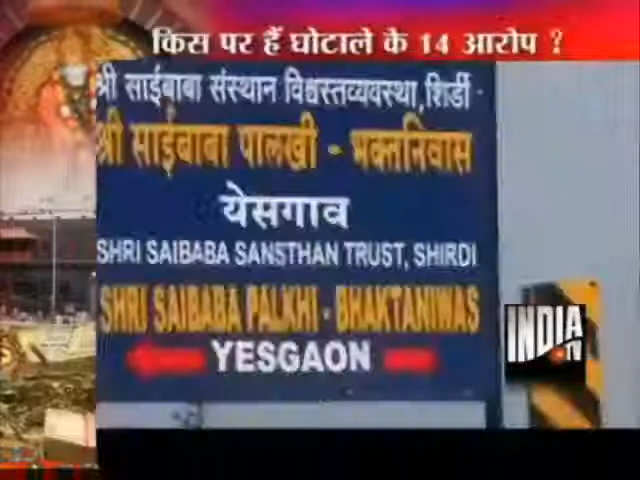 किस पर हैं घोटाले के 14 आरोप ?
श्री साईबाबा संस्थान विश्वस्तव्यवस्था,शिर्डी
श्री साईबाबा पालखी - भक्तनिवास
येसगाव
SHRI SAIBABA SANSTHAN TRUST, SHIRDI
SHRI SAIBABA PALKHI - BHAKTANIWAS
YESGAON
INDIA
TV